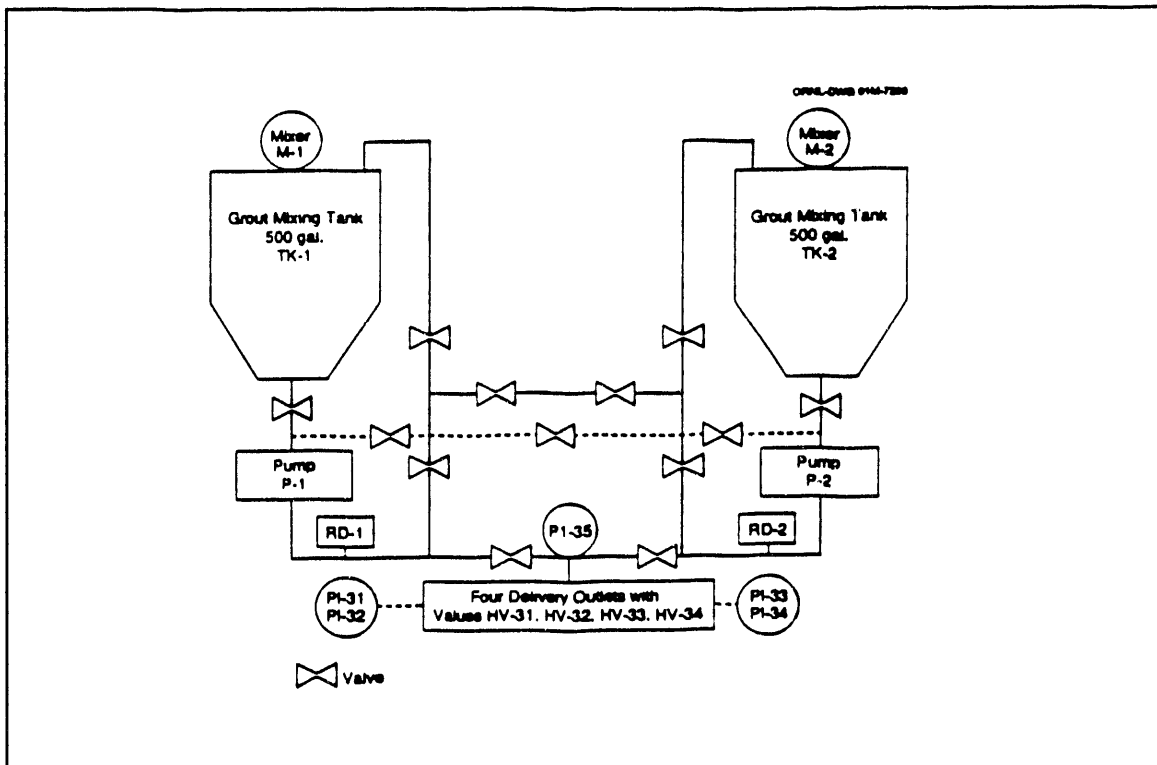 Mixer
M-1
Mixer
M-2
Grout Mixing Tank
500 gal.
TK-1
Grout Mixing Tank
500 gal.
TK-2
Pump
P-1
Pump
P-2
RD-1
P1-35
RD-2
PI-31
PI-32
Four Delivery Outlets with
Values HV-31, HV-32, HV-33, HV-34
PI-33
PI-34
Valve